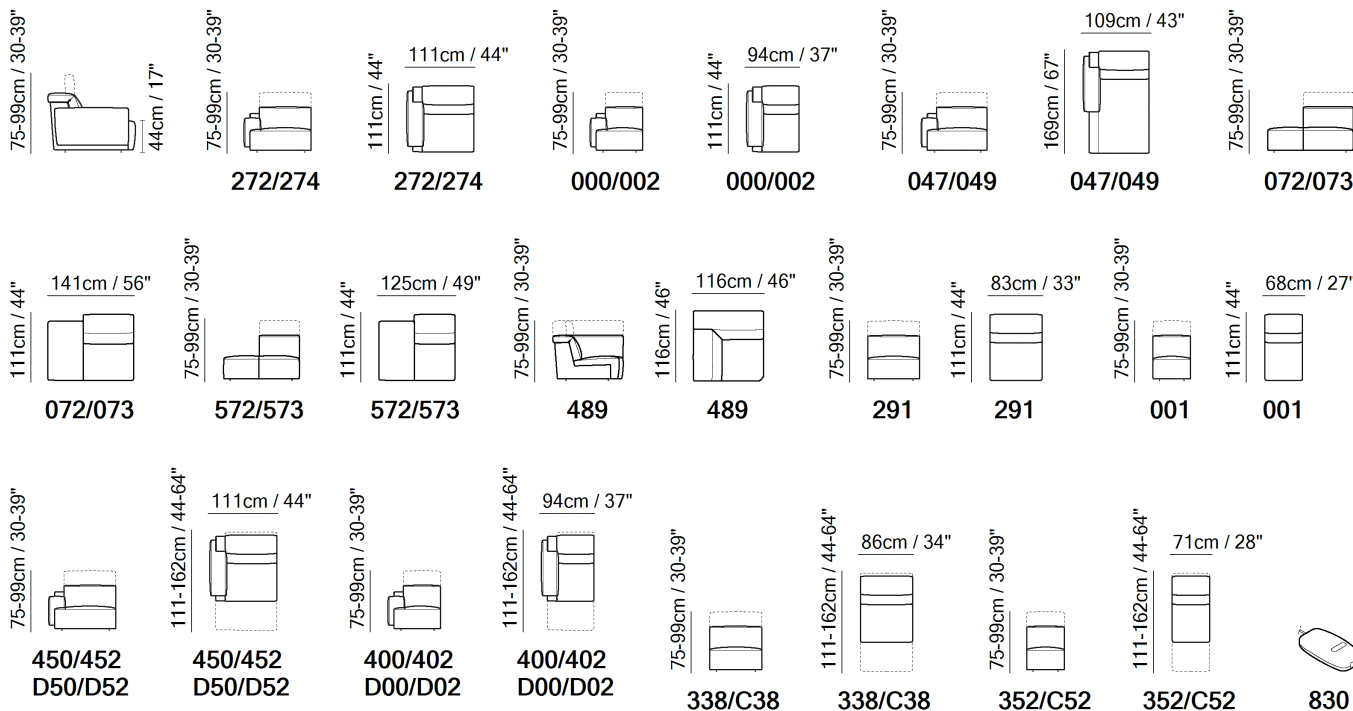 75-99cm / 30-39"
44cm / 17"
75-99cm / 30-39"
272/274
111cm / 44"
111cm / 44"
272/274
75-99cm / 30-39"
000/002
111cm / 44"
94cm / 37"
000/002
75-99cm / 30-39"
047/049
169cm / 67"
109cm / 43"
047/049
75-99cm / 30-39"
072/073
111cm / 44"
141cm / 56"
072/073
75-99cm / 30-39"
572/573
111cm / 44"
125cm / 49"
572/573
75-99cm / 30-39"
489
116cm / 46"
116cm / 46"
489
75-99cm / 30-39"
291
111cm / 44"
83cm / 33"
291
75-99cm / 30-39"
001
111cm / 44"
68cm / 27"
001
75-99cm / 30-39"
450/452
D50/D52
111-162cm / 44-64"
111cm / 44"
450/452
D50/D52
75-99cm / 30-39"
400/402
D00/D02
111-162cm / 44-64"
94cm / 37"
400/402
D00/D02
75-99cm / 30-39"
338/C38
111-162cm / 44-64"
86cm / 34"
338/C38
75-99cm / 30-39"
352/C52
111-162cm / 44-64"
71cm / 28"
352/C52
830